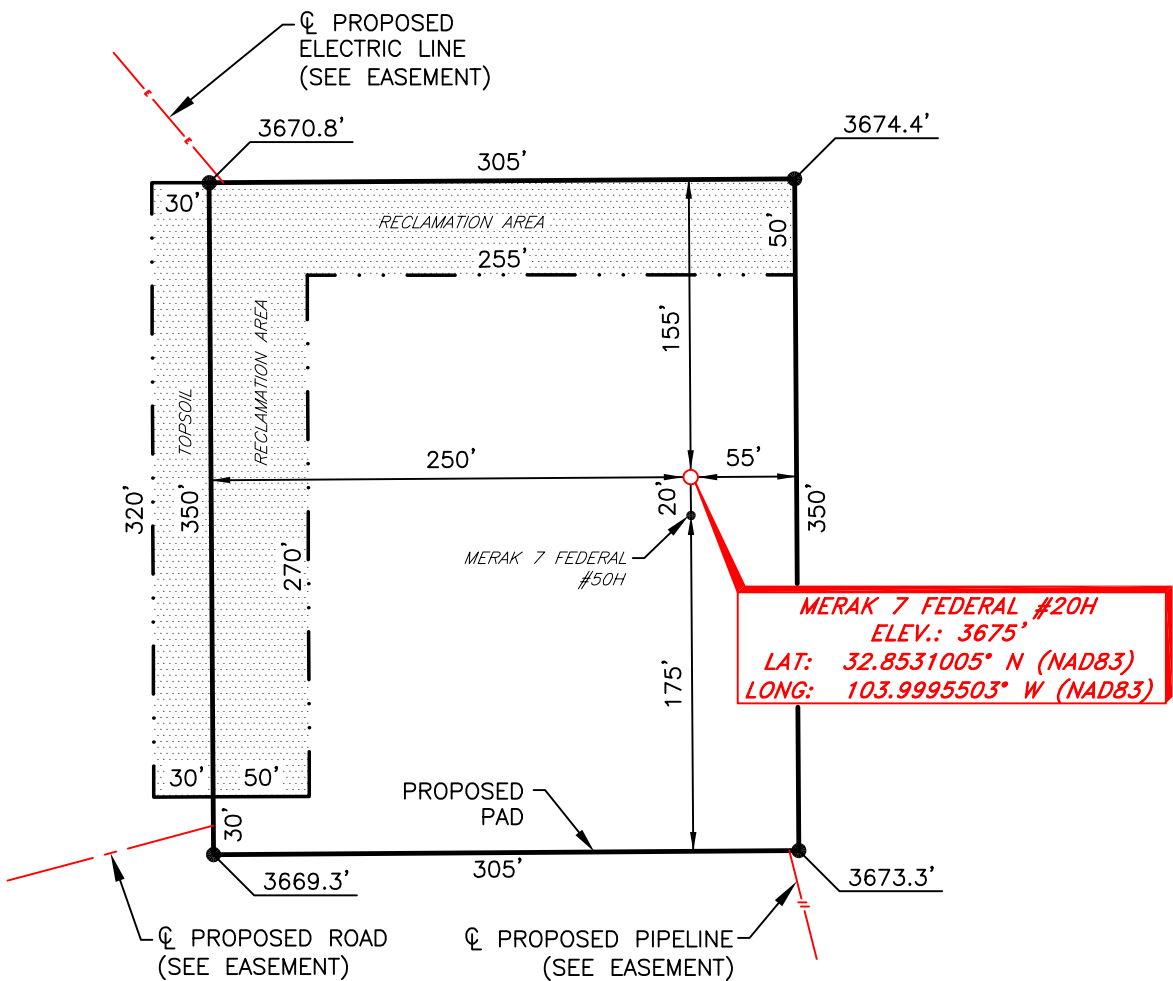 ℄ PROPOSED
ELECTRIC LINE
(SEE EASEMENT)
3670.8'
3674.4'
305'
30'
RECLAMATION AREA
50'
255'
E
E
155'
RECLAMATION AREA
TOPSOIL
250'
55'
20'
320'
350'
350'
270'
MERAK 7 FEDERAL
#50H
MERAK 7 FEDERAL #20H
ELEV.: 3675'
LAT: 32.8531005° N (NAD83)
LONG: 103.9995503° W (NAD83)
175'
30'
50'
PROPOSED
PAD
30'
305'
3669.3'
3673.3'
℄ PROPOSED ROAD
(SEE EASEMENT)
℄ PROPOSED PIPELINE
(SEE EASEMENT)